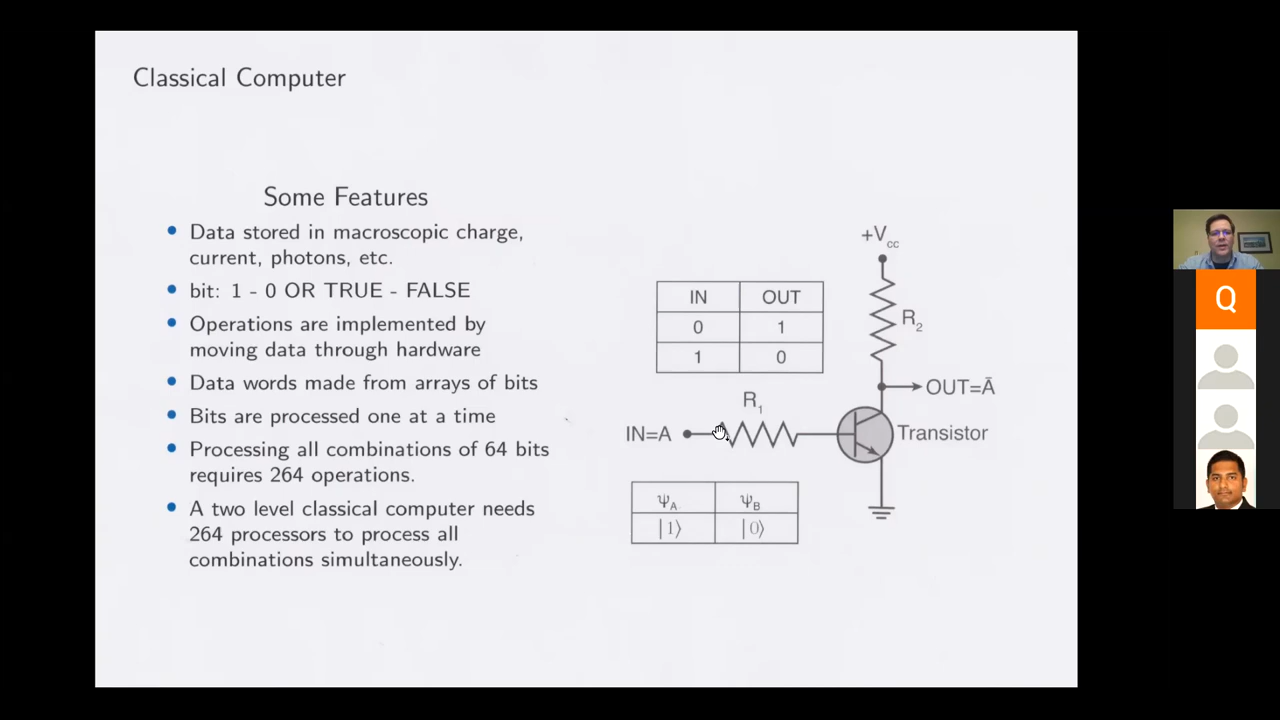 Classical Computer
Some Features
Data stored in macroscopic charge,
current, photons, etc.
bit: 1 - 0 OR TRUE - FALSE
Operations are implemented by
moving data through hardware
Data words made from arrays of bits
Bits are processed one at a time
Processing all combinations of 64 bits
requires 264 operations.
A two level classical computer needs
264 processors to process all
combinations simultaneously.
+Vcc
IN OUT
0 1
1 0
R2
OUT=Ā
R1
IN=A
Transistor
ψA ψB
|1⟩ |0⟩
Q